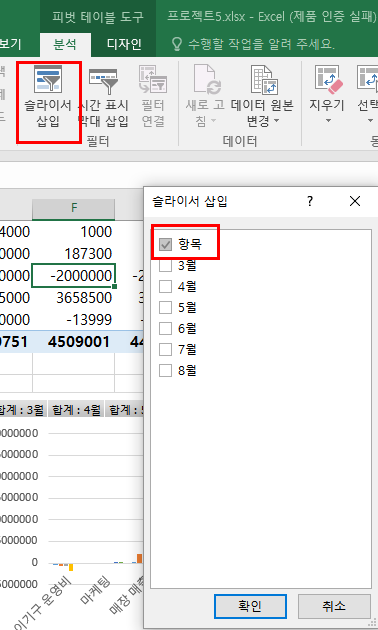 피벗 테이블 도구
프로젝트5.xlsx - Excel (제품 인증 실패)
보기
분석
디자인
수행할 작업을 알려 주세요.
슬라이서
삽입
시간 표시
막대 삽입
필터
연결
새로 고
침
데이터 원본
변경
지우기
선택
필터
데이터
F
4000
1000
000
187300
0000
-2000000
5000
3658500
0000
-13999
0751
4509001
44
합계 : 3월
합계 : 4월
합계 : 5
0000000
5000000
0000000
5000000
0000000
5000000
0
5000000
이기구 운영비
마케팅
매장 매출
슬라이서 삽입
?
항목
3월
4월
5월
6월
7월
8월
확인
취소